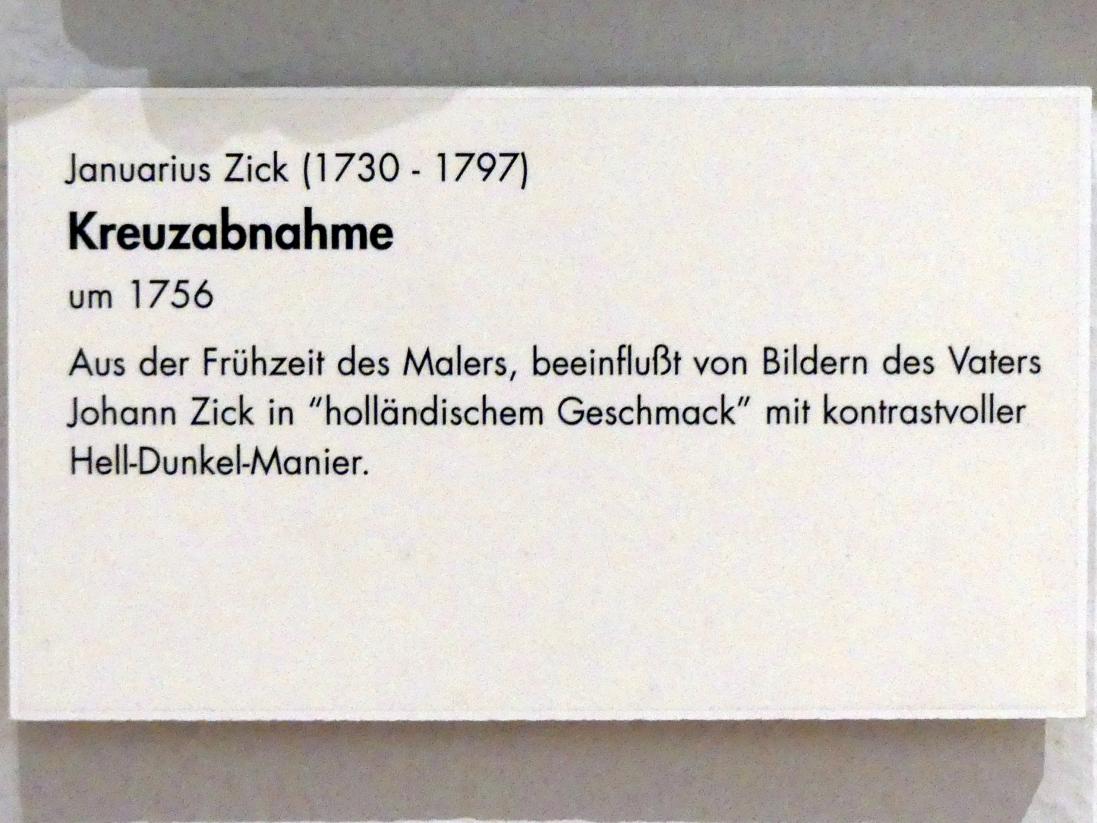 Januarius Zick (1730 - 1797)
Kreuzabnahme
um 1756
Aus der Frühzeit des Malers, beeinflußt von Bildern des Vaters
Johann Zick in “holländischem Geschmack” mit kontrastvoller
Hell-Dunkel-Manier.